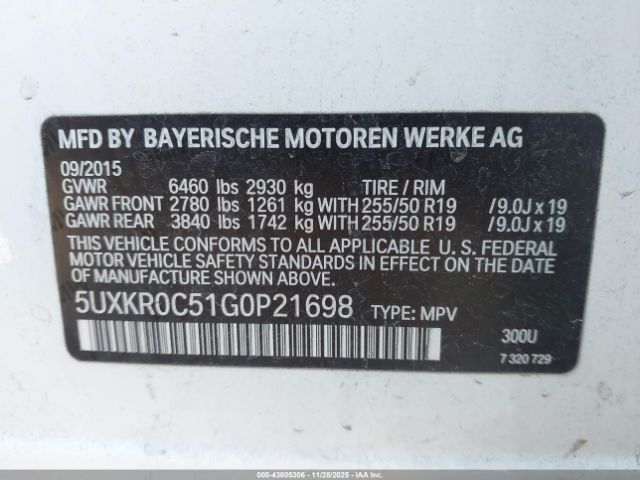 MFD BY BAYERISCHE MOTOREN WERKE AG
09/2015
GVWR 6460 lbs 2930 kg TIRE / RIM
GAWR FRONT 2780 lbs 1261 kg WITH 255/50 R19 /9.0J x 19
GAWR REAR 3840 lbs 1742 kg WITH 255/50 R19 /9.0J x 19
THIS VEHICLE CONFORMS TO ALL APPLICABLE U. S. FEDERAL
MOTOR VEHICLE SAFETY STANDARDS IN EFFECT ON THE DATE OF
MANUFACTURE SHOWN ABOVE.
5UXKR0C51G0P21698 TYPE: MPV
300U
7 320 729
000-43805306 - 11/28/2025 - IAAI.com